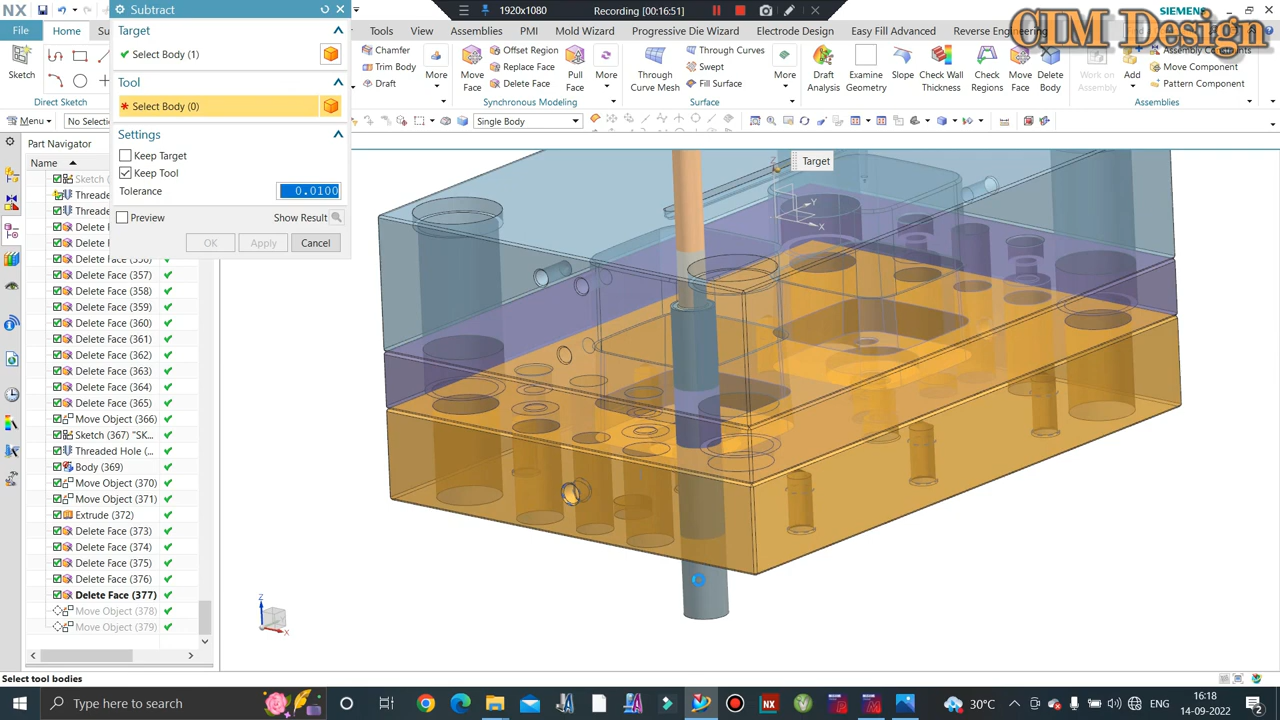 NX
1920x1080
Recording [00:16:51]
SIEMENS
CIM Design
Subtract
File
Home
Tools
View
Assemblies
PMI
Mold Wizard
Progressive Die Wizard
Electrode Design
Easy Fill Advanced
Reverse Engineering
Target
Select Body (1)
Tool
* Select Body (0)
Settings
Keep Target
Keep Tool
Tolerance
0.0100
Preview
Show Result
OK
Apply
Cancel
Sketch
Direct Sketch
Chamfer
Trim Body
Draft
More
Move Face
Offset Region
Replace Face
Delete Face
Pull Face
More
Synchronous Modeling
Through Curve Mesh
Through Curves
Swept
Fill Surface
More
Surface
Draft Analysis
Examine Geometry
Slope
Check Wall Thickness
Check Regions
Move Face
Delete Body
Work on Assembly
Add
Assembly Constraints
Move Component
Pattern Component
Assemblies
Menu
Single Body
Part Navigator
Name
Threade
Threade
Delete Face (357)
Delete Face (358)
Delete Face (359)
Delete Face (360)
Delete Face (361)
Delete Face (362)
Delete Face (363)
Delete Face (364)
Delete Face (365)
Move Object (366)
Sketch (367) "SK...
Threaded Hole (...
Body (369)
Move Object (370)
Move Object (371)
Extrude (372)
Delete Face (373)
Delete Face (374)
Delete Face (375)
Delete Face (376)
Delete Face (377)
Move Object (378)
Move Object (379)
Target
Z
Y
X
Z
X
Select tool bodies
Type here to search
30°C
ENG
16:18
14-09-2022